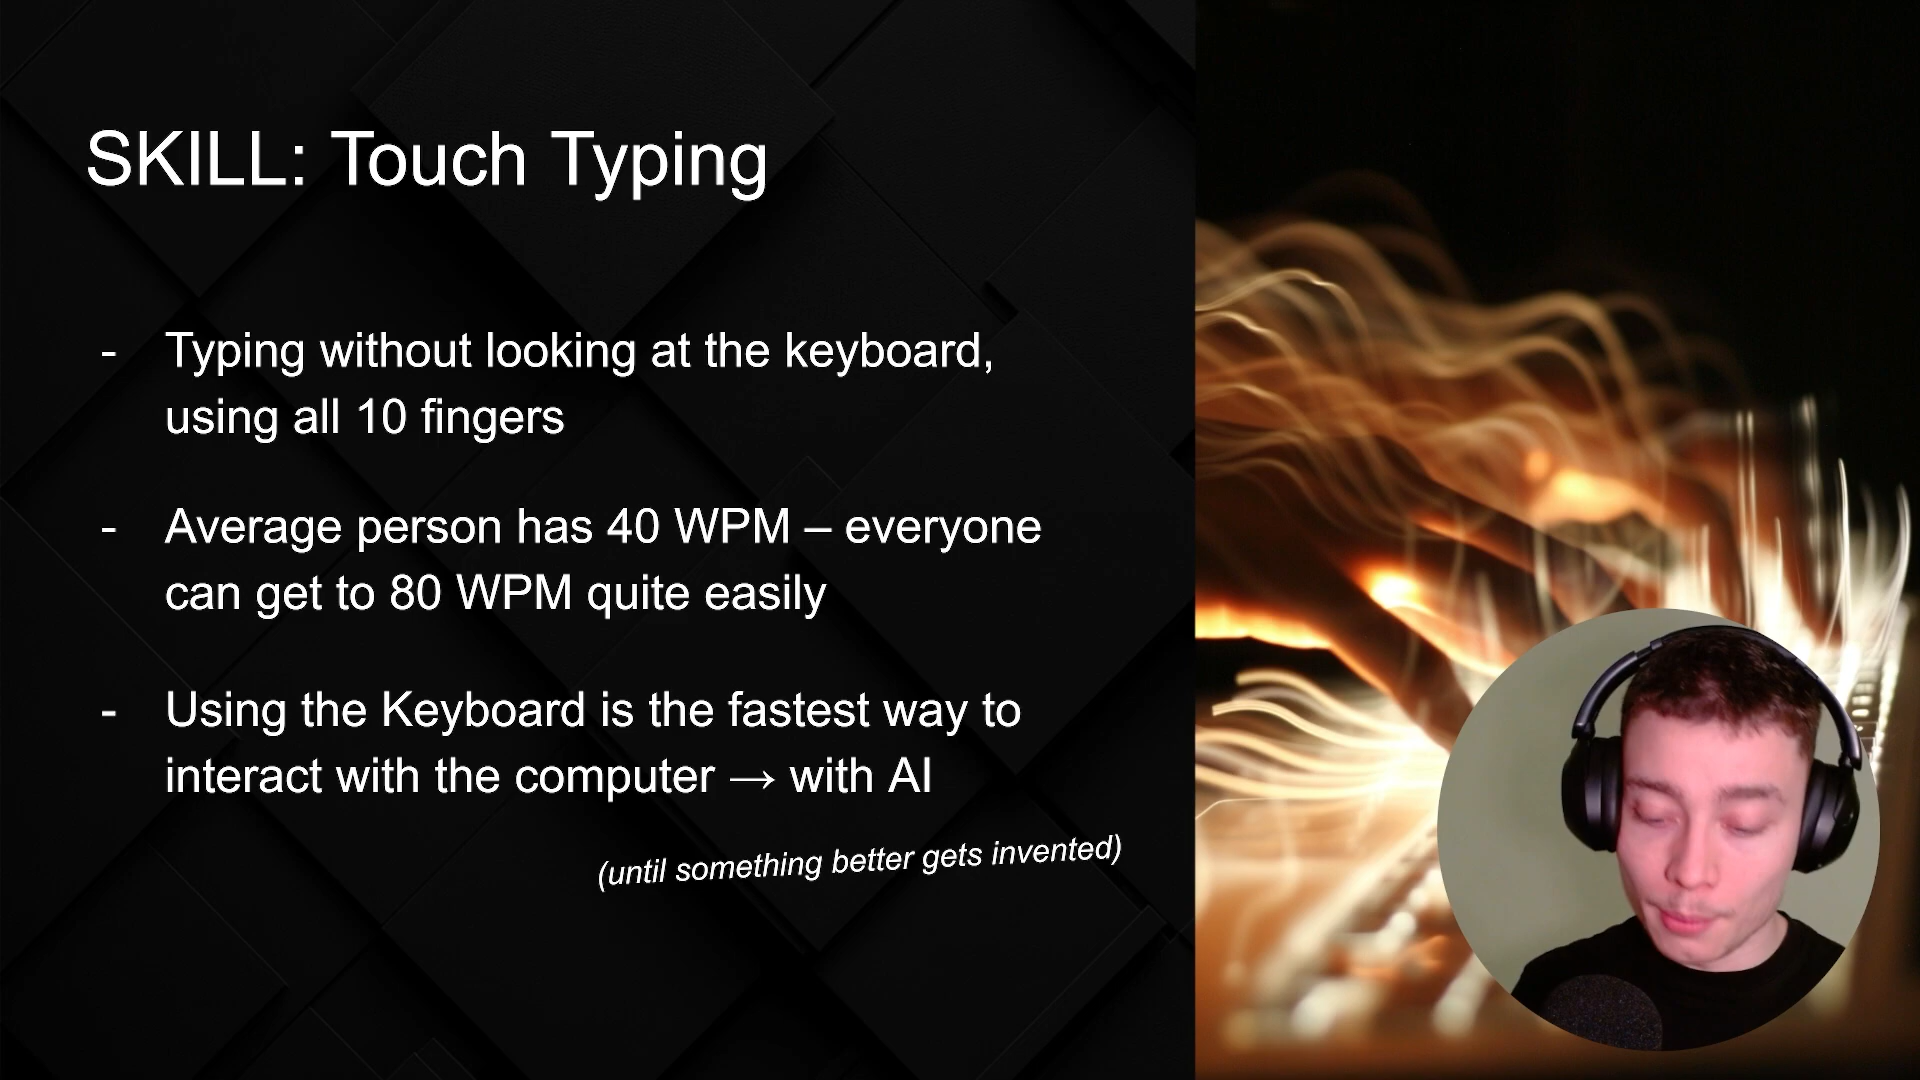 SKILL: Touch Typing
- Typing without looking at the keyboard,
using all 10 fingers
- Average person has 40 WPM – everyone
can get to 80 WPM quite easily
- Using the Keyboard is the fastest way to
interact with the computer → with AI
(until something better gets invented)